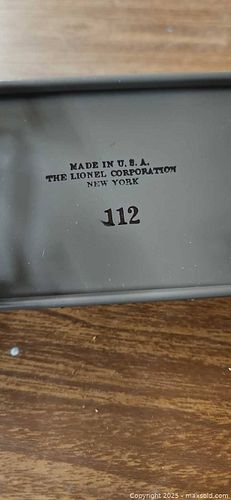 MADE IN U. S. A.
THE LIONEL CORPORATION
NEW YORK
112
Copyright 2025 - maxsold.com